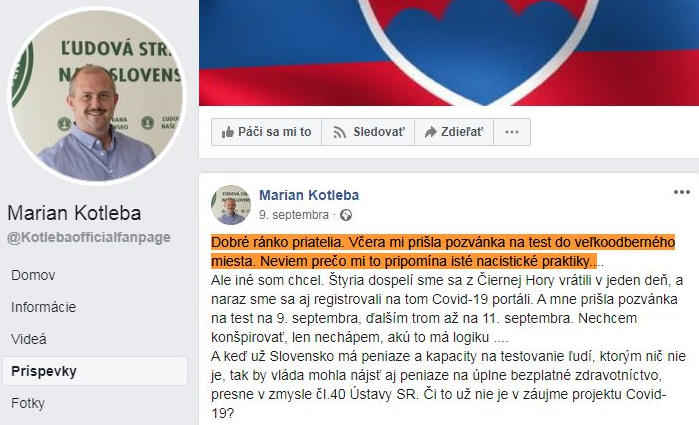 ĽUDOVÁ STRA
NAŠE SLOVENS
Páči sa mi to
Sledovať
Zdieľať
Marian Kotleba
@Kotlebaofficialfanpage
Domov
Informácie
Videá
Príspevky
Fotky
Marian Kotleba
9. septembra ·
Dobré ránko priatelia. Včera mi prišla pozvánka na test do veľkoodberného
miesta. Neviem prečo mi to pripomína isté nacistické praktiky....
Ale iné som chcel. Štyria dospelí sme sa z Čiernej Hory vrátili v jeden deň, a
naraz sme sa aj registrovali na tom Covid-19 portáli. A mne prišla pozvánka
na test na 9. septembra, ďalším trom až na 11. septembra. Nechcem
konšpirovať, len nechápem, akú to má logiku ....
A keď už Slovensko má peniaze a kapacity na testovanie ľudí, ktorým nič nie
je, tak by vláda mohla nájsť aj peniaze na úplne bezplatné zdravotníctvo,
presne v zmysle čl.40 Ústavy SR. Či to už nie je v záujme projektu Covid-
19?